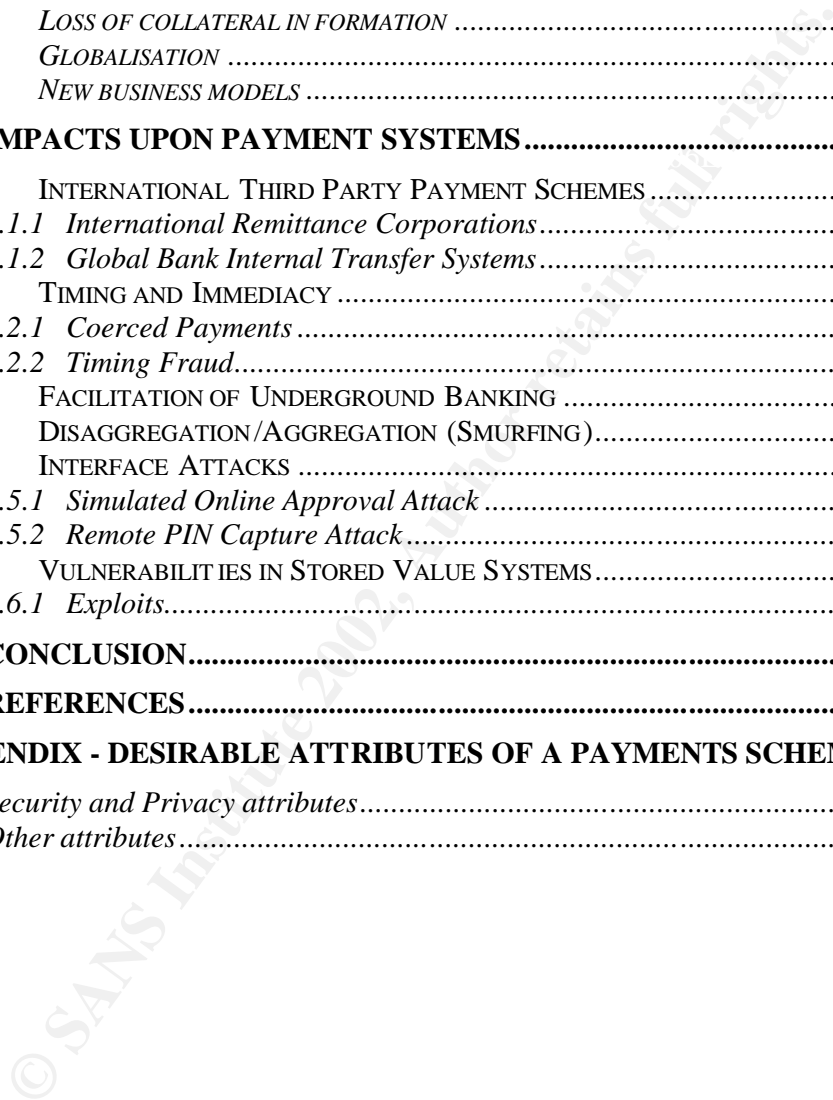 LOSS OF COLLATERAL IN FORMATION ..........................................................
GLOBALISATION ..........................................................................................
NEW BUSINESS MODELS ...............................................................................
MPACTS UPON PAYMENT SYSTEMS ..............................................
INTERNATIONAL THIRD PARTY PAYMENT SCHEMES ...............................
.1.1 International Remittance Corporations ..............................................
.1.2 Global Bank Internal Transfer Systems ..............................................
TIMING AND IMMEDIACY ..........................................................................
.2.1 Coerced Payments ................................................................................
.2.2 Timing Fraud ........................................................................................
FACILITATION OF UNDERGROUND BANKING ..........................................
DISAGGREGATION/AGGREGATION (SMURFING) ......................................
INTERFACE ATTACKS ................................................................................
.5.1 Simulated Online Approval Attack ......................................................
.5.2 Remote PIN Capture Attack ................................................................
VULNERABILIT IES IN STORED VALUE SYSTEMS ......................................
.6.1 Exploits ..................................................................................................
CONCLUSION ..............................................................................................
REFERENCES ..............................................................................................
ENDIX - DESIRABLE ATTRIBUTES OF A PAYMENTS SCHEM
ecurity and Privacy attributes ......................................................................
Other attributes ............................................................................................
© SANS Institute 2002, Author retains full rights.